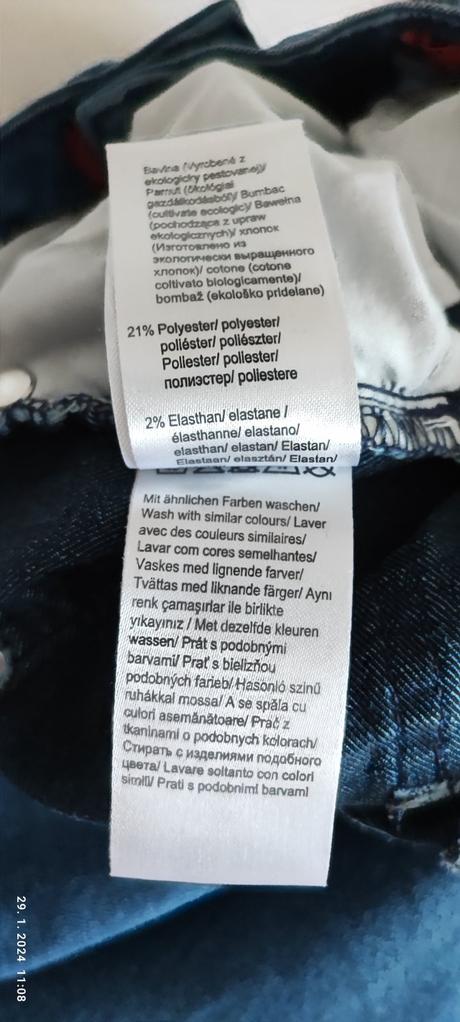 Bavlna (Vyrobené z
ekologicky pestovanej)/
Pamut (ökológiai
gazdálkodásból)/ Bumbac
(cultivate ecologic)/ Bawełna
(pochodząca z upraw
ekologicznych)/ хлопок
(Изготовлено из
экологически выращенного
хлопок)/ cotone (cotone
coltivato biologicamente)/
bombaž (ekološko pridelane)
21% Polyester/ polyester/
poliéster/ poliészter/
Poliester/ poliester/
полиэстер/ poliestere
2% Elasthan/ elastane /
élasthanne/ elastano/
elasthan/ elastan/ Elastan/
Elastaan/ elasztán/ Elastan/
Mit ähnlichen Farben waschen/
Wash with similar colours/ Laver
avec des couleurs similaires/
Lavar com cores semelhantes/
Vaskes med lignende farver/
Tvättas med liknande färger/ Aynı
renk çamaşırlar ile birlikte
yıkayınız / Met dezelfde kleuren
wassen/ Prát s podobnými
barvami/ Prať s bielizňou
podobných farieb/ Hasonló színű
ruhákkal mossa/ A se spăla cu
culori asemănătoare/ Prać z
tkaninami o podobnych kolorach/
Стирать с изделиями подобного
цвета/ Lavare soltanto con colori
simili/ Prati s podobnimi barvami
29. 1. 2024 11:08